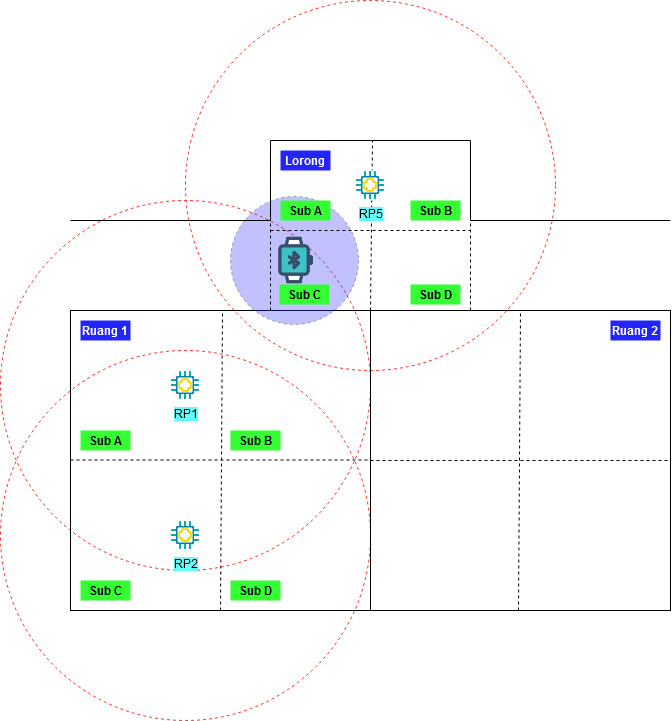 Lorong
Sub A
RP5
Sub B
Sub C
Sub D
Ruang 1
Ruang 2
RP1
Sub A
Sub B
RP2
Sub C
Sub D